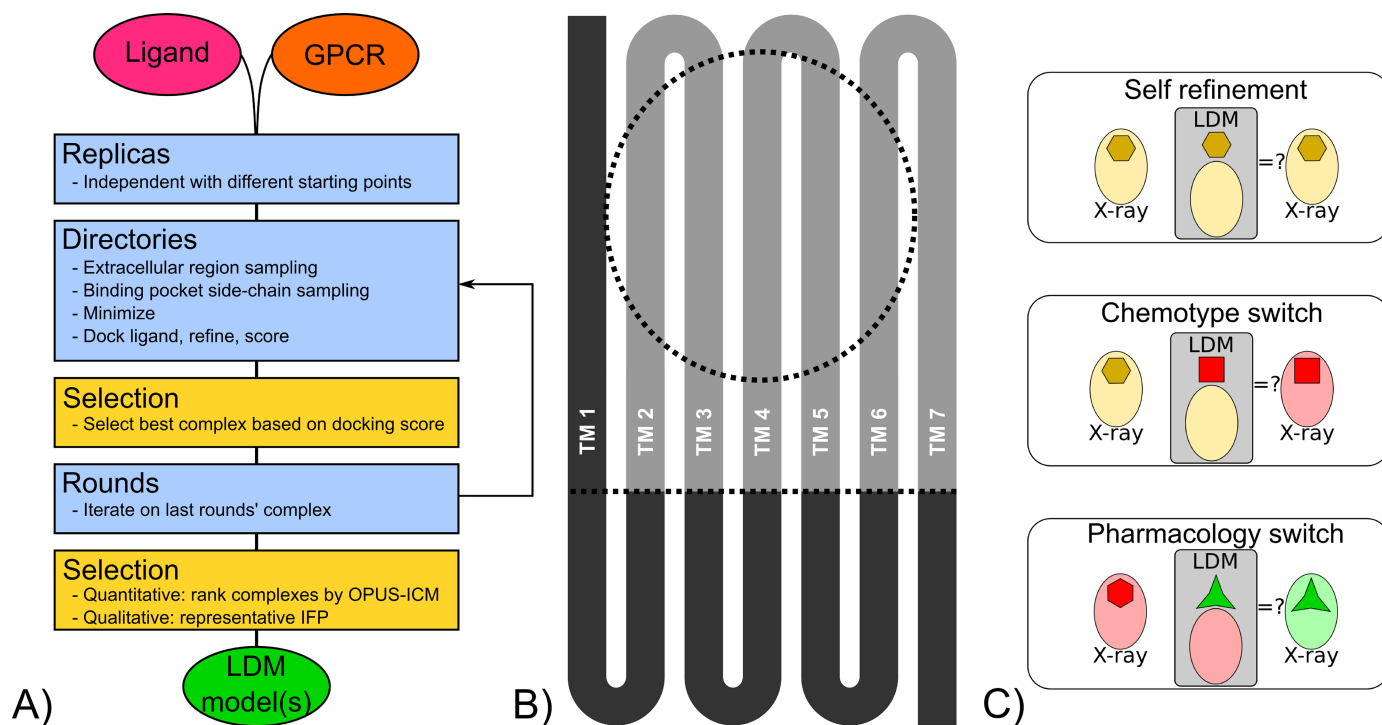 Ligand
GPCR
Replicas
- Independent with different starting points
Directories
- Extracellular region sampling
- Binding pocket side-chain sampling
- Minimize
- Dock ligand, refine, score
Selection
- Select best complex based on docking score
Rounds
- Iterate on last rounds' complex
Selection
- Quantitative: rank complexes by OPUS-ICM
- Qualitative: representative IFP
LDM
model(s)
A)
TM 1
TM 2
TM 3
TM 4
TM 5
TM 6
TM 7
B)
Self refinement
LDM
=?
X-ray
X-ray
Chemotype switch
LDM
=?
X-ray
X-ray
Pharmacology switch
LDM
=?
X-ray
X-ray
C)